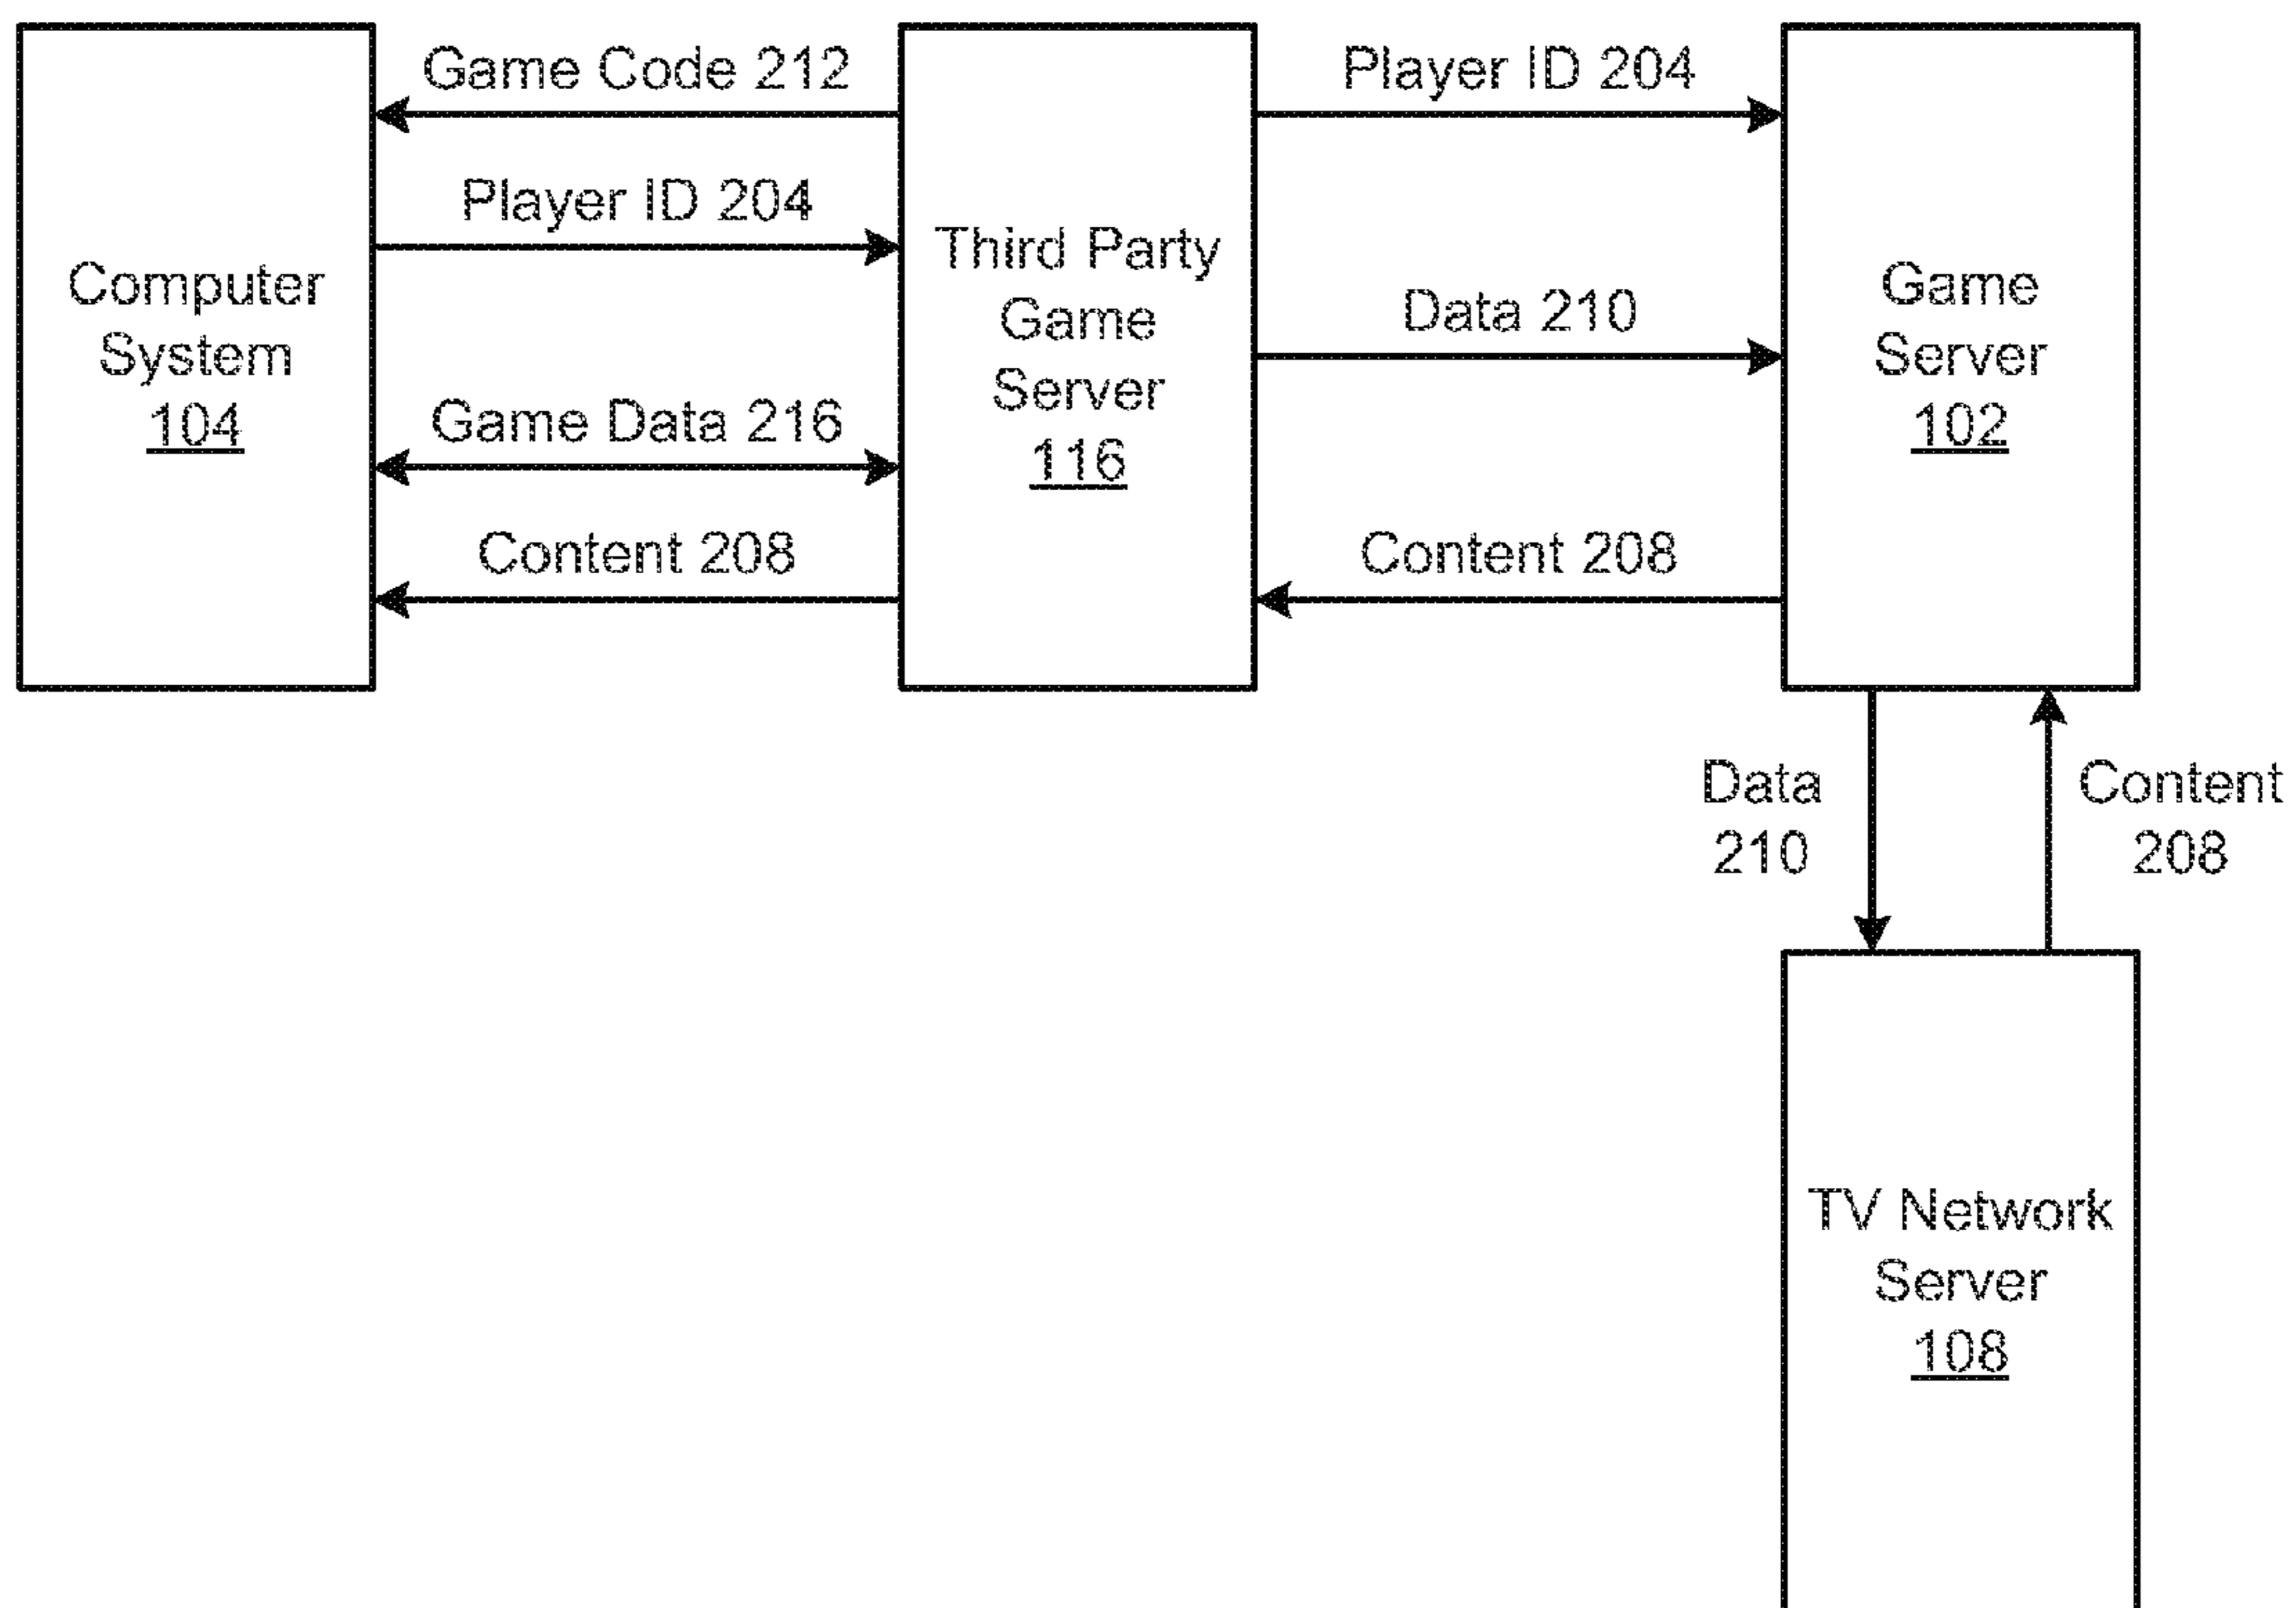 Computer
System
104
Game Code 212
Player ID 204
Game Data 216
Content 208
Third Party
Game
Server
116
Player ID 204
Data 210
Content 208
Game
Server
102
Data
210
Content
208
TV Network
Server
108